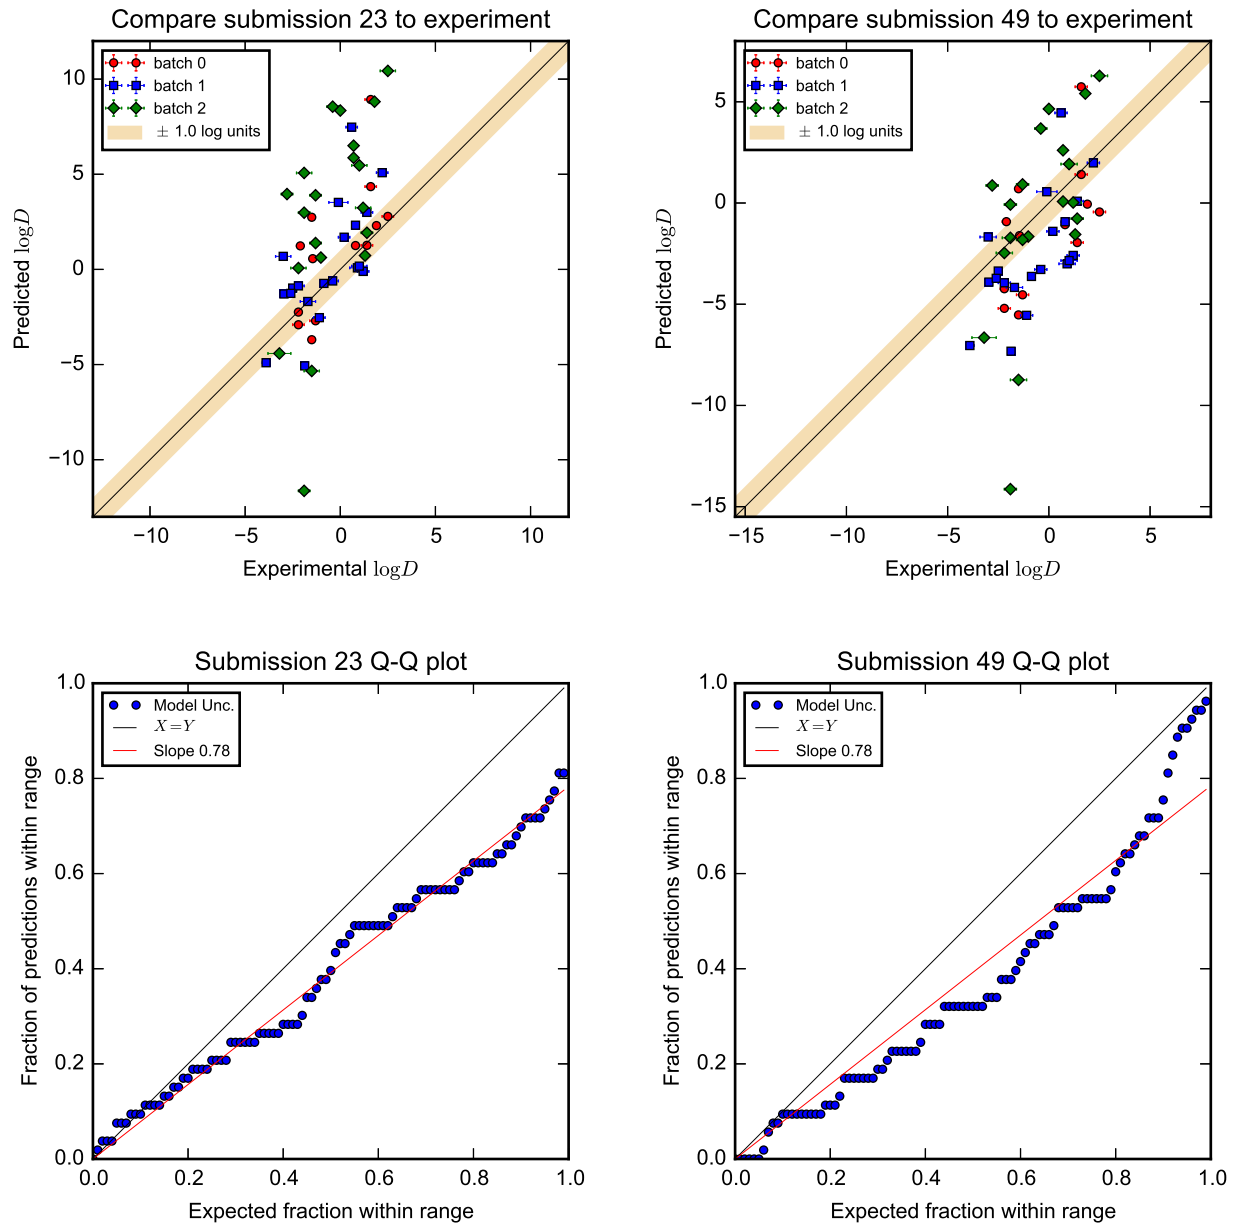 Compare submission 23 to experiment
batch 0
batch 1
batch 2
± 1.0 log units
10
5
0
−5
−10
−10
−5
0
5
10
Predicted logD
Experimental logD
Compare submission 49 to experiment
batch 0
batch 1
batch 2
± 1.0 log units
5
0
−5
−10
−15
−15
−10
−5
0
5
Predicted logD
Experimental logD
Submission 23 Q-Q plot
Model Unc.
X=Y
Slope 0.78
1.0
0.8
0.6
0.4
0.2
0.0
0.0
0.2
0.4
0.6
0.8
1.0
Fraction of predictions within range
Expected fraction within range
Submission 49 Q-Q plot
Model Unc.
X=Y
Slope 0.78
1.0
0.8
0.6
0.4
0.2
0.0
0.0
0.2
0.4
0.6
0.8
1.0
Fraction of predictions within range
Expected fraction within range